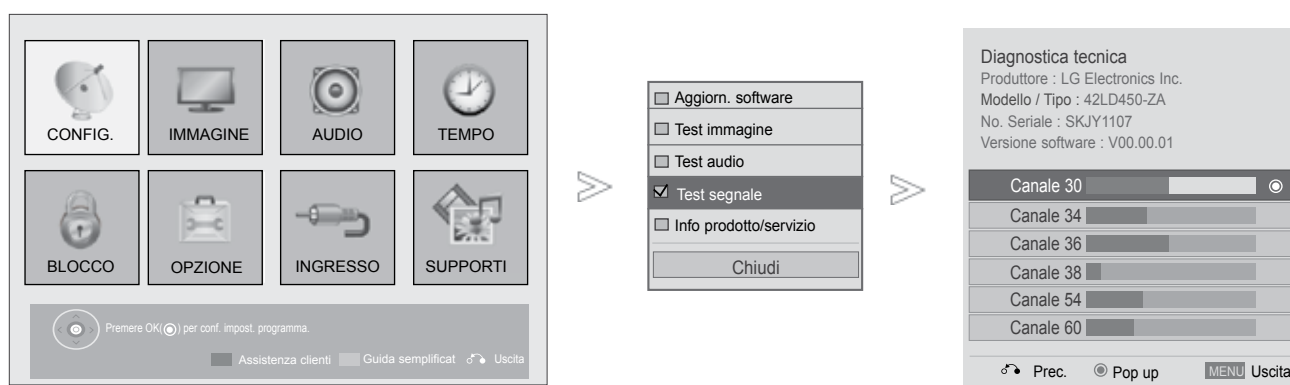 CONFIG.
IMMAGINE
AUDIO
TEMPO
BLOCCO
OPZIONE
INGRESSO
SUPPORTI
Premere OK(◉) per conf. impost. programma.
Assistenza clienti Guida semplificat Uscita
Aggiorn. software
Test immagine
Test audio
Test segnale
Info prodotto/servizio
Chiudi
Diagnostica tecnica
Produttore : LG Electronics Inc.
Modello / Tipo : 42LD450-ZA
No. Seriale : SKJY1107
Versione software : V00.00.01
Canale 30
Canale 34
Canale 36
Canale 38
Canale 54
Canale 60
Prec. Pop up MENU Uscita